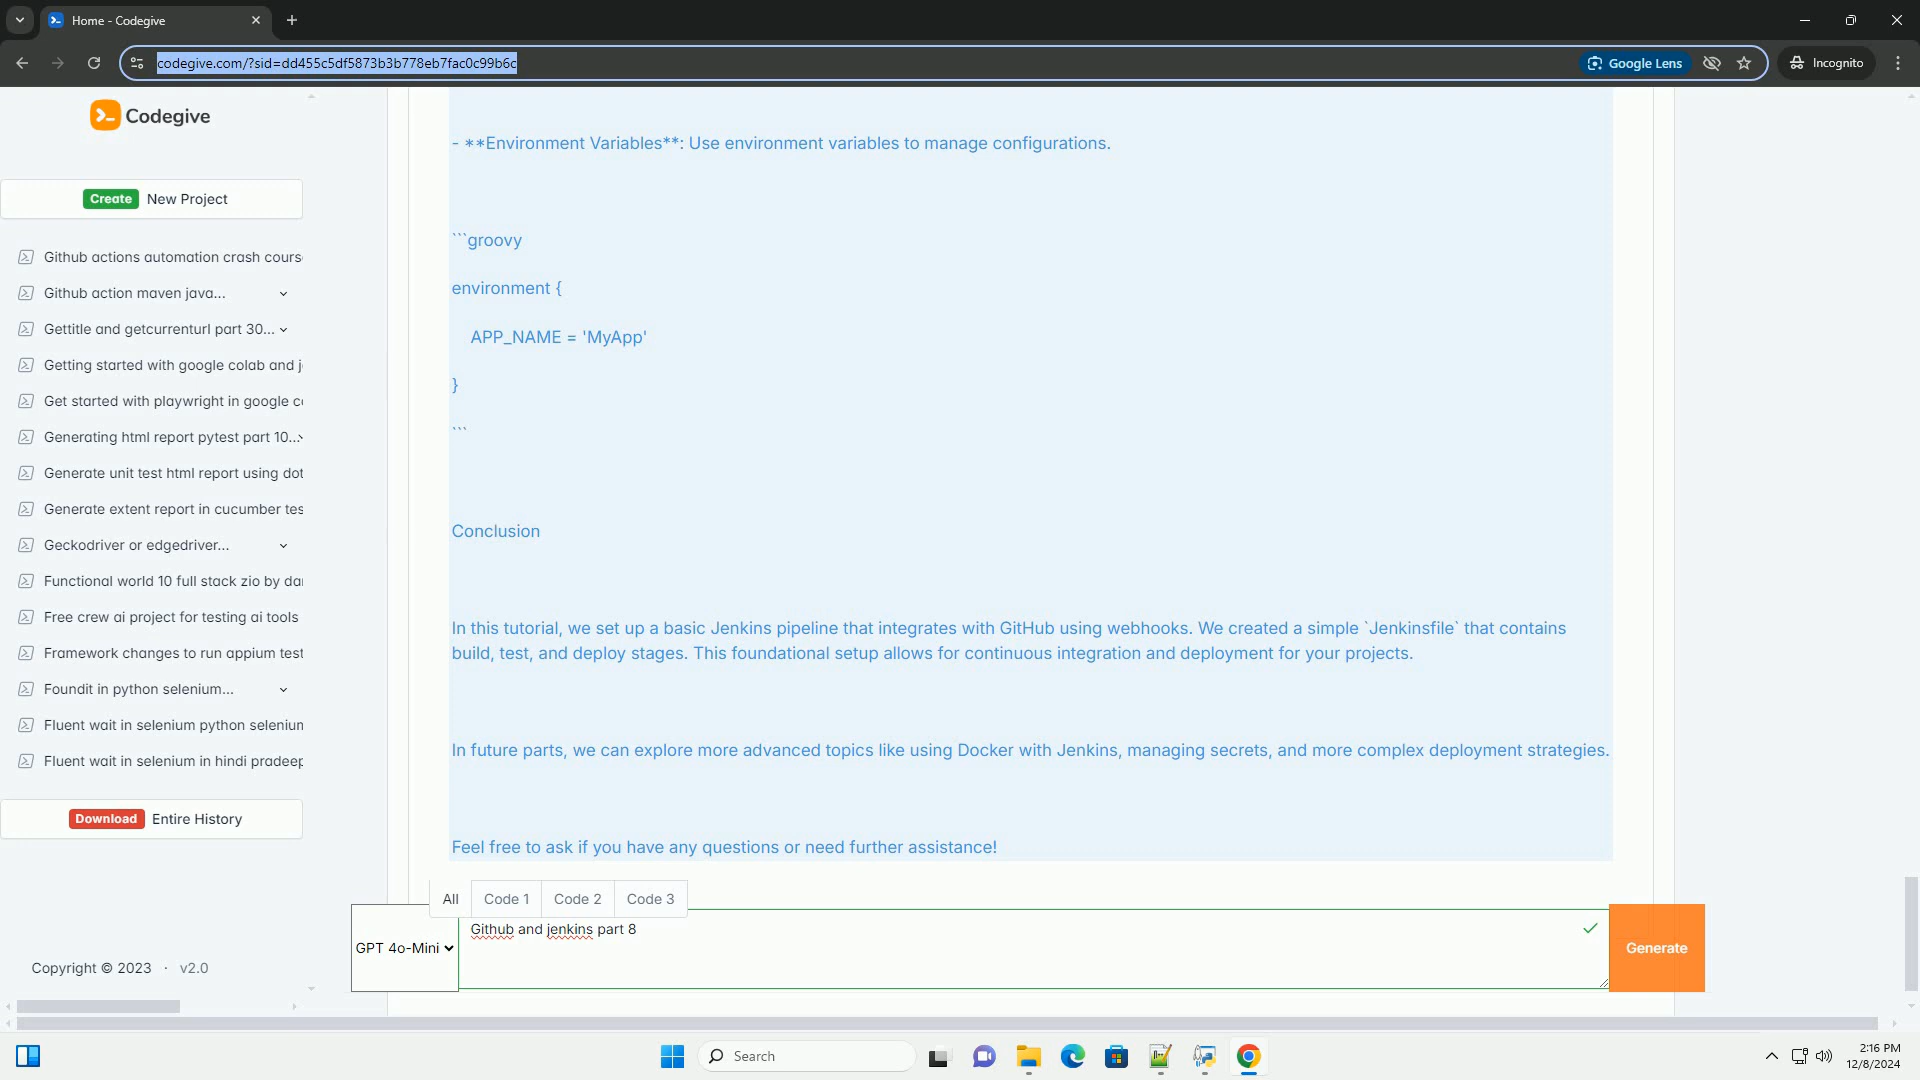 Home - Codegive
codegive.com/?sid=dd455c5df5873b3b778eb7fac0c99b6c
Google Lens
Incognito
Codegive
Create New Project
Github actions automation crash cours
Github action maven java...
Gettitle and getcurrenturl part 30...
Getting started with google colab and j
Get started with playwright in google c
Generating html report pytest part 10...
Generate unit test html report using dot
Generate extent report in cucumber tes
Geckodriver or edgedriver...
Functional world 10 full stack zio by da
Free crew ai project for testing ai tools
Framework changes to run appium test
Foundit in python selenium...
Fluent wait in selenium python selenium
Fluent wait in selenium in hindi pradeep
Download Entire History
Copyright © 2023 · v2.0
- **Environment Variables**: Use environment variables to manage configurations.
```groovy
environment {
APP_NAME = 'MyApp'
}
```
Conclusion
In this tutorial, we set up a basic Jenkins pipeline that integrates with GitHub using webhooks. We created a simple `Jenkinsfile` that contains
build, test, and deploy stages. This foundational setup allows for continuous integration and deployment for your projects.
In future parts, we can explore more advanced topics like using Docker with Jenkins, managing secrets, and more complex deployment strategies.
Feel free to ask if you have any questions or need further assistance!
All Code 1 Code 2 Code 3
GPT 4o-Mini
Github and jenkins part 8
Generate
Search
2:16 PM
12/8/2024